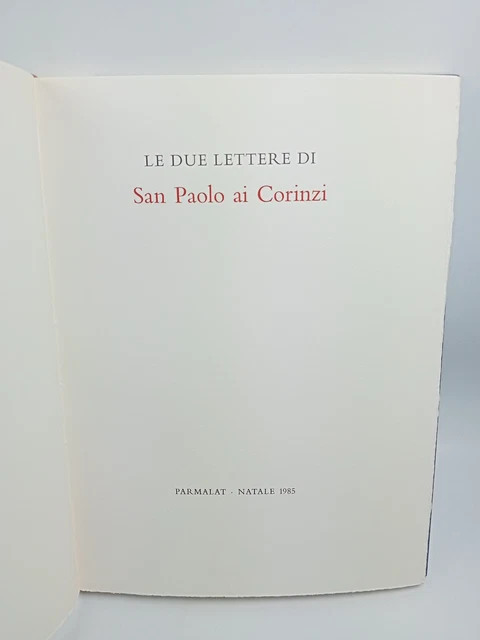 LE DUE LETTERE DI
San Paolo ai Corinzi
PARMALAT - NATALE 1985